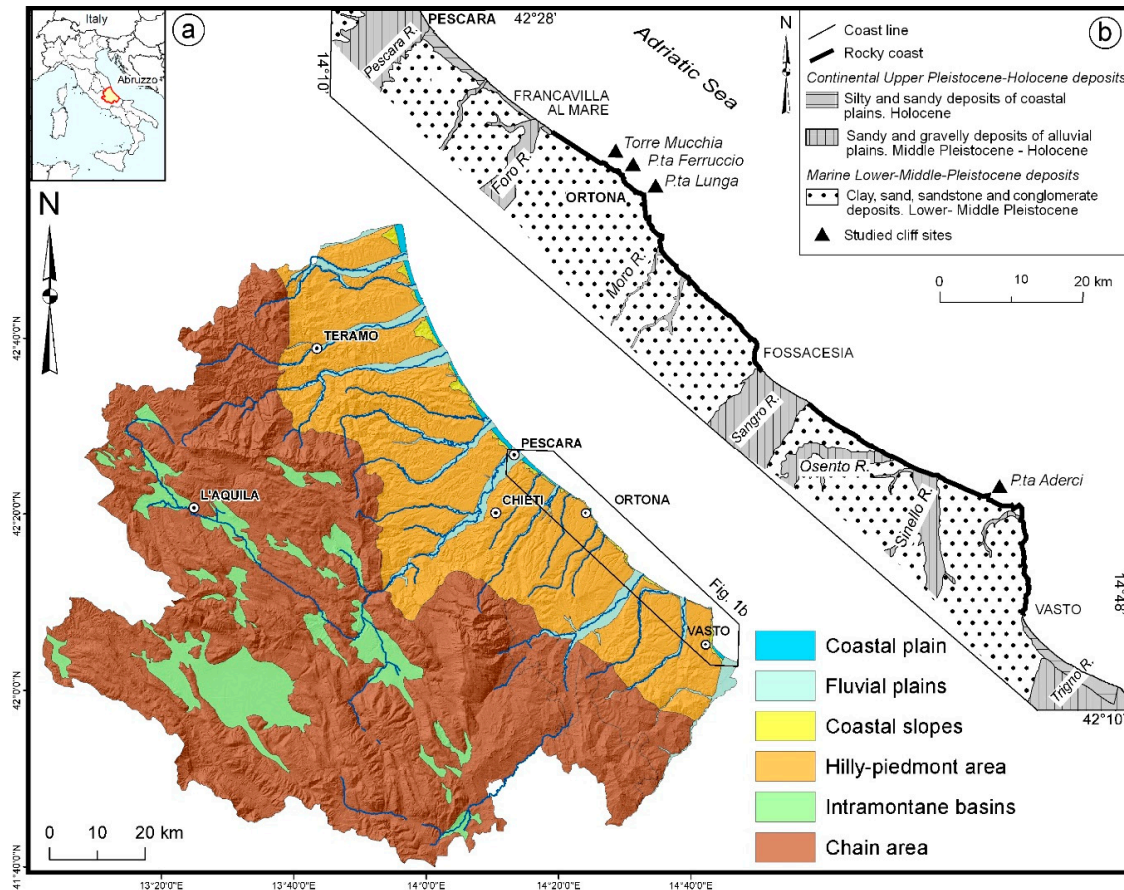 Italy
Abruzzo
a
N
TERAMO
PESCARA
L'AQUILA
CHIETI
ORTONA
VASTO
Fig. 1b
42°40'0"N
42°20'0"N
42°0'0"N
41°40'0"N
13°20'0"E
13°40'0"E
14°0'0"E
14°20'0"E
14°40'0"E
0 10 20 km
Coastal plain
Fluvial plains
Coastal slopes
Hilly-piedmont area
Intramontane basins
Chain area
PESCARA
42°28'
14°10'
Pescara R.
Adriatic Sea
N
b
FRANCAVILLA
AL MARE
Foro R.
Torre Mucchia
P.ta Ferruccio
P.ta Lunga
ORTONA
Moro R.
FOSSACESIA
Sangro R.
Osento R.
Sinello R.
P.ta Aderci
14°48'
VASTO
Trigno R.
42°10'
Coast line
Rocky coast
Continental Upper Pleistocene-Holocene deposits
Silty and sandy deposits of coastal
plains. Holocene
Sandy and gravelly deposits of alluvial
plains. Middle Pleistocene - Holocene
Marine Lower-Middle-Pleistocene deposits
Clay, sand, sandstone and conglomerate
deposits. Lower- Middle Pleistocene
Studied cliff sites
0 10 20 km